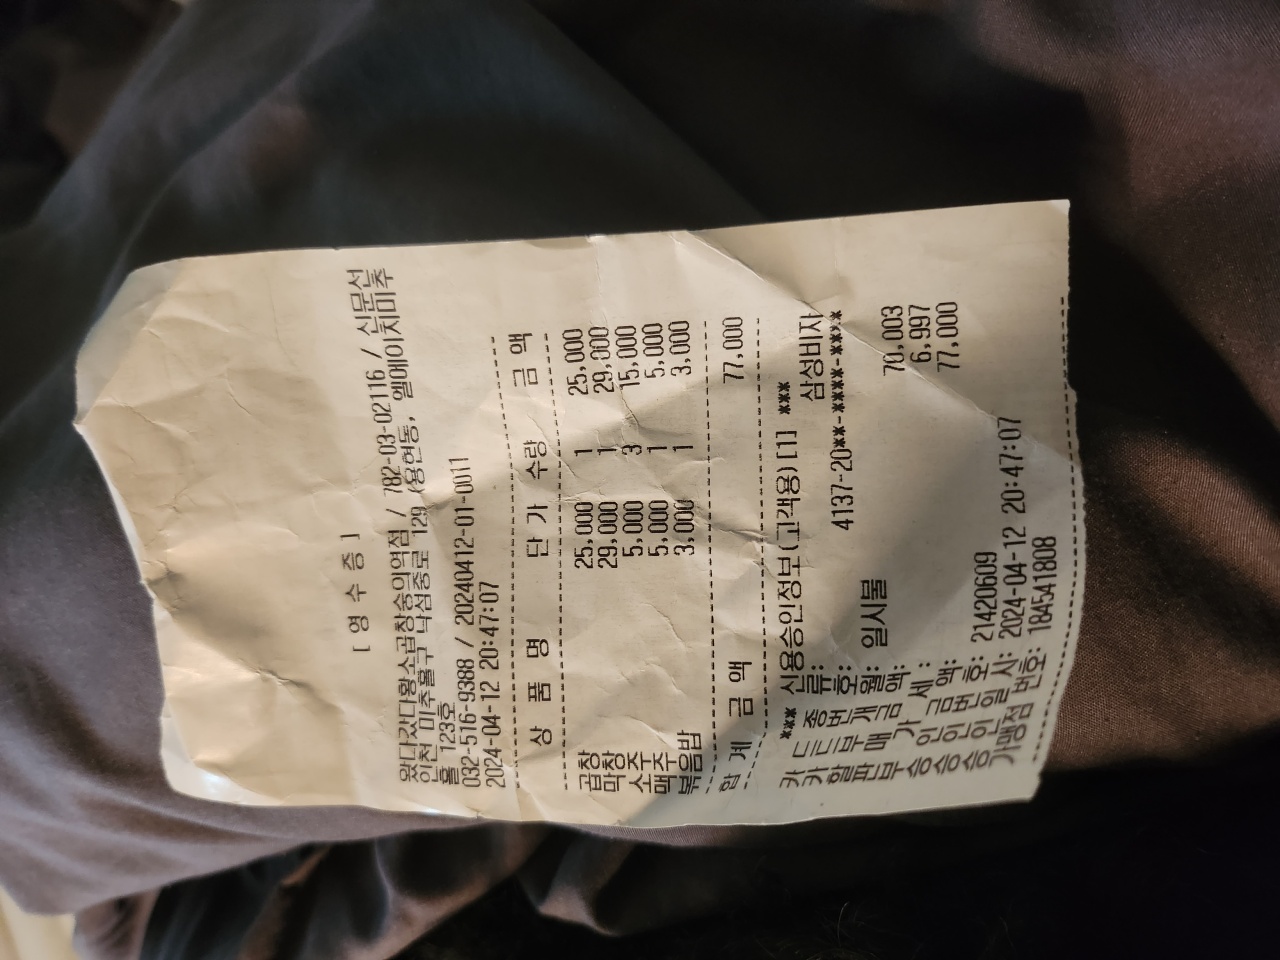 [ 영 수 증 ]
왔다갔다황소곱창숭의역점 / 782-03-02116 / 신문선
인천 미추홀구 낙섬중로 129 (용현동, 엘에이치미추
홀 123호
032-516-9388 / 20240412-01-0011
2024-04-12 20:47:07
상 품 명 단 가 수량 금 액
곱창 25,000 1 25,000
막창 29,000 1 29,000
소주 5,000 3 15,000
맥주 5,000 1 5,000
볶음밥 3,000 1 3,000
합 계 금 액 77,000
*** 신용승인정보(고객용) [1] ***
카 드 종 류: 삼성비자
카 드 번 호: 4137-20**-****-****
할 부 개 월: 일시불
판 매 금 액: 70,003
부 가 세 액: 6,997
승 인 금 액: 77,000
승 인 번 호: 21420609
승 인 일 시: 2024-04-12 20:47:07
가맹점 번호: 184541808